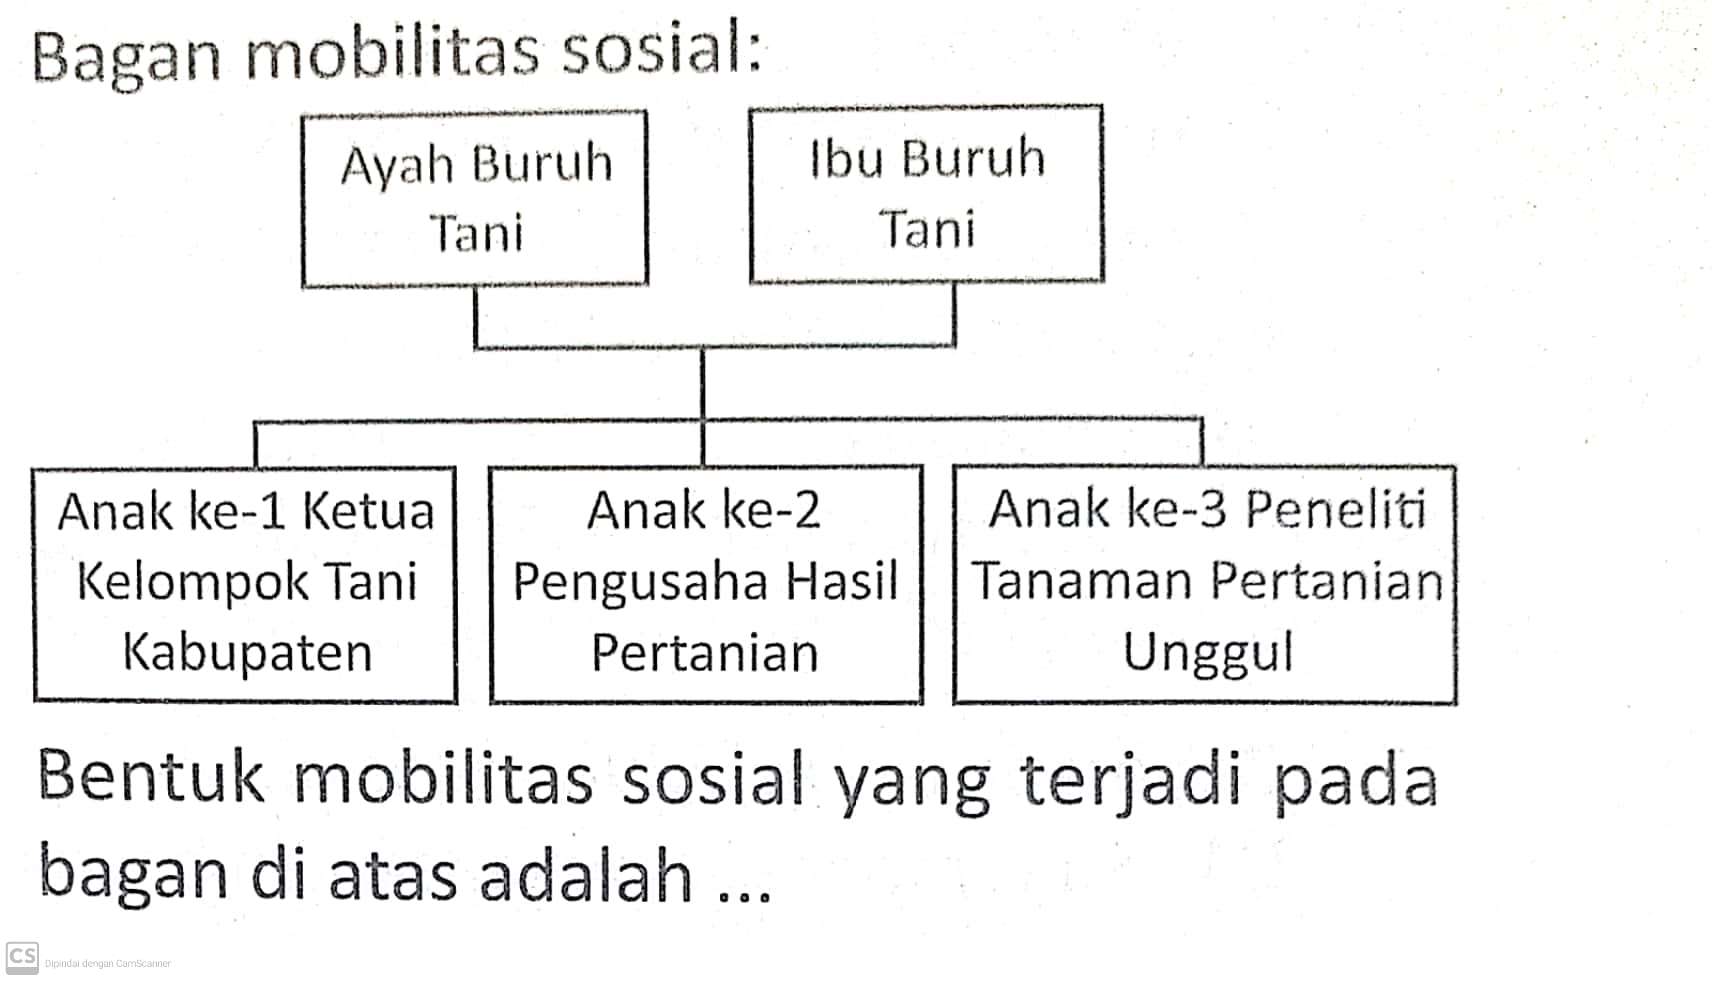 Bagan mobilitas sosial:
Ayah Buruh
Tani
Ibu Buruh
Tani
Anak ke-1 Ketua
Kelompok Tani
Kabupaten
Anak ke-2
Pengusaha Hasil
Pertanian
Anak ke-3 Peneliti
Tanaman Pertanian
Unggul
Bentuk mobilitas sosial yang terjadi pada
bagan di atas adalah ...
CS Dipindai dengan CamScanner